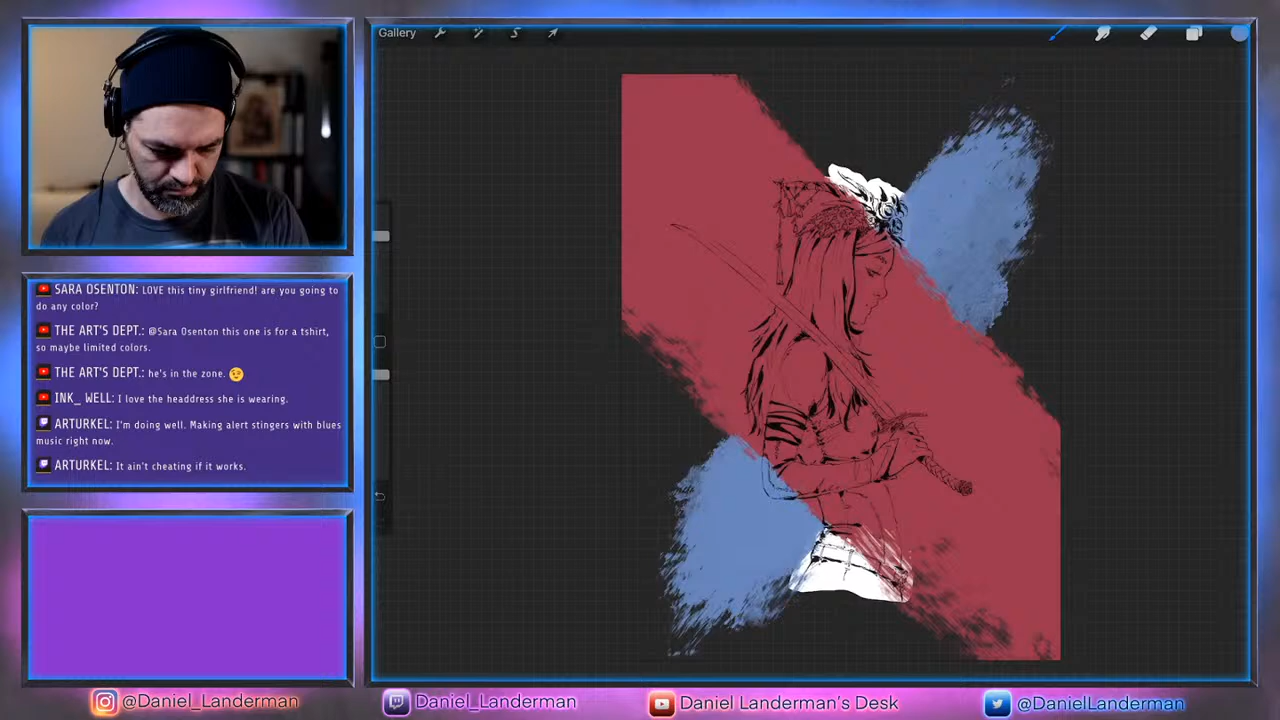 Gallery
SARA OSENTON: LOVE this tiny girlfriend! are you going to
do any color?
THE ART'S DEPT.: @Sara Osenton this one is for a tshirt,
so maybe limited colors.
THE ART'S DEPT.: he's in the zone. 😉
INK_ WELL: I love the headdress she is wearing.
ARTURKEL: I'm doing well. Making alert stingers with blues
music right now.
ARTURKEL: It ain't cheating if it works.
@Daniel_Landerman
Daniel_Landerman
Daniel Landerman's Desk
@DanielLanderman